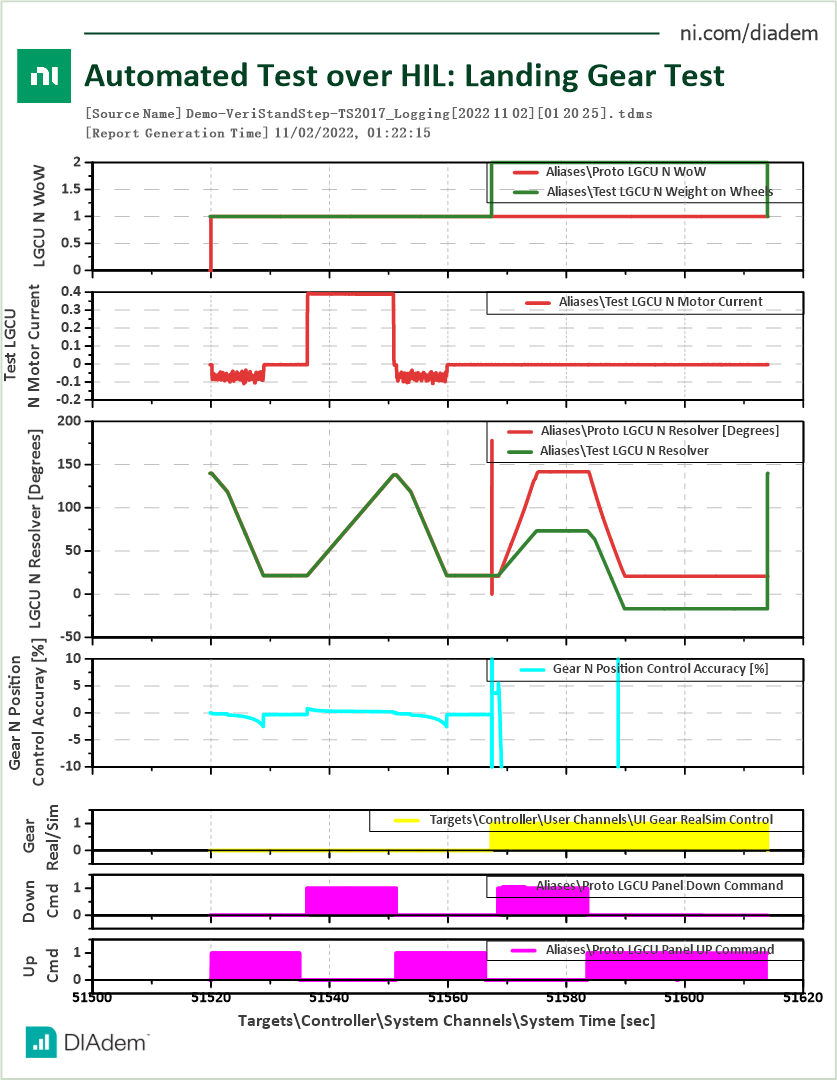 ni.com/diadem
ni
Automated Test over HIL: Landing Gear Test
[Source Name] Demo-VeriStandStep-TS2017_Logging[2022 11 02][01 20 25].tdms
[Report Generation Time] 11/02/2022, 01:22:15
LGCU N WoW
2
1.5
1
0.5
0
Aliases\Proto LGCU N WoW
Aliases\Test LGCU N Weight on Wheels
Test LGCU
N Motor Current
0.4
0.3
0.2
0.1
0
-0.1
-0.2
Aliases\Test LGCU N Motor Current
LGCU N Resolver [Degrees]
200
150
100
50
0
-50
Aliases\Proto LGCU N Resolver [Degrees]
Aliases\Test LGCU N Resolver
Gear N Position
Control Accuray [%]
10
5
0
-5
-10
Gear N Position Control Accuracy [%]
Gear
Real/Sim
1
0
Targets\Controller\User Channels\UI Gear RealSim Control
Down
Cmd
1
0
Aliases\Proto LGCU Panel Down Command
Up
Cmd
1
0
Aliases\Proto LGCU Panel UP Command
51500 51520 51540 51560 51580 51600 51620
Targets\Controller\System Channels\System Time [sec]
DIAdem™